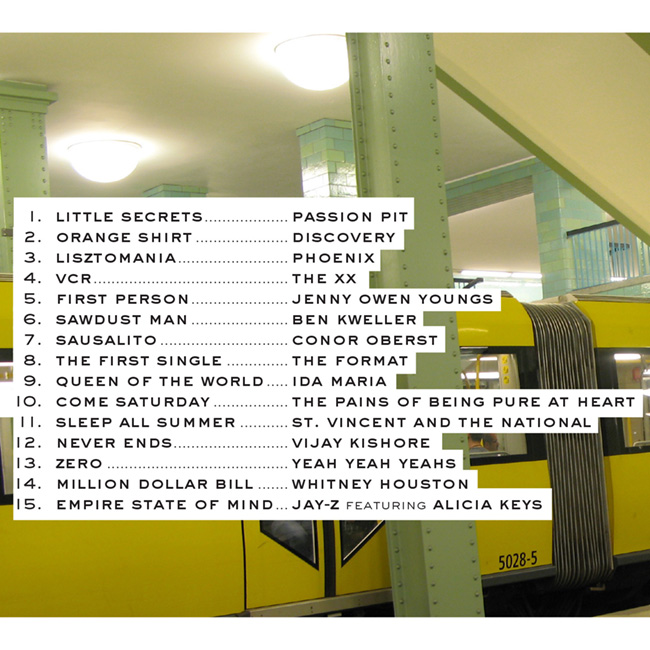 1. LITTLE SECRETS................... PASSION PIT
2. ORANGE SHIRT ..................... DISCOVERY
3. LISZTOMANIA......................... PHOENIX
4. VCR............................................ THE XX
5. FIRST PERSON ...................... JENNY OWEN YOUNGS
6. SAWDUST MAN ...................... BEN KWELLER
7. SAUSALITO ............................. CONOR OBERST
8. THE FIRST SINGLE ............... THE FORMAT
9. QUEEN OF THE WORLD ..... IDA MARIA
10. COME SATURDAY ................. THE PAINS OF BEING PURE AT HEART
11. SLEEP ALL SUMMER ........... ST. VINCENT AND THE NATIONAL
12. NEVER ENDS......................... VIJAY KISHORE
13. ZERO ......................................... YEAH YEAH YEAHS
14. MILLION DOLLAR BILL ....... WHITNEY HOUSTON
15. EMPIRE STATE OF MIND... JAY-Z FEATURING ALICIA KEYS
5028-5